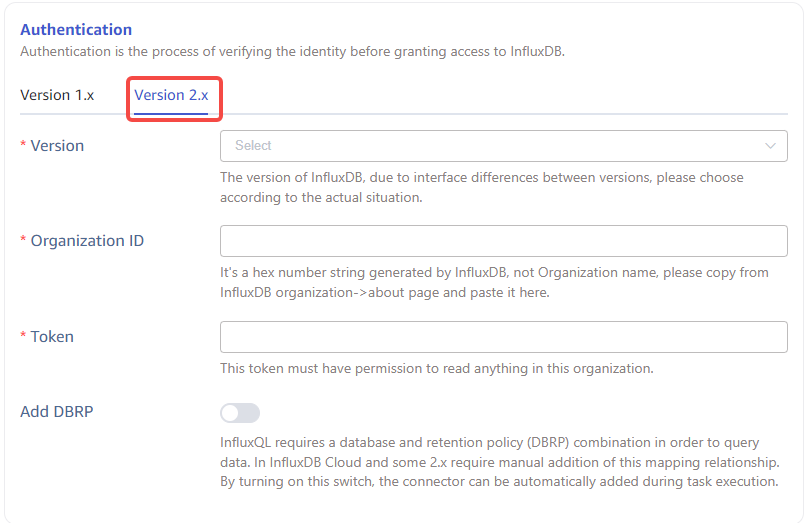 Authentication
Authentication is the process of verifying the identity before granting access to InfluxDB.
Version 1.x
Version 2.x
* Version
Select
The version of InfluxDB, due to interface differences between versions, please choose
according to the actual situation.
* Organization ID
It's a hex number string generated by InfluxDB, not Organization name, please copy from
InfluxDB organization->about page and paste it here.
* Token
This token must have permission to read anything in this organization.
Add DBRP
InfluxQL requires a database and retention policy (DBRP) combination in order to query
data. In InfluxDB Cloud and some 2.x require manual addition of this mapping relationship.
By turning on this switch, the connector can be automatically added during task execution.